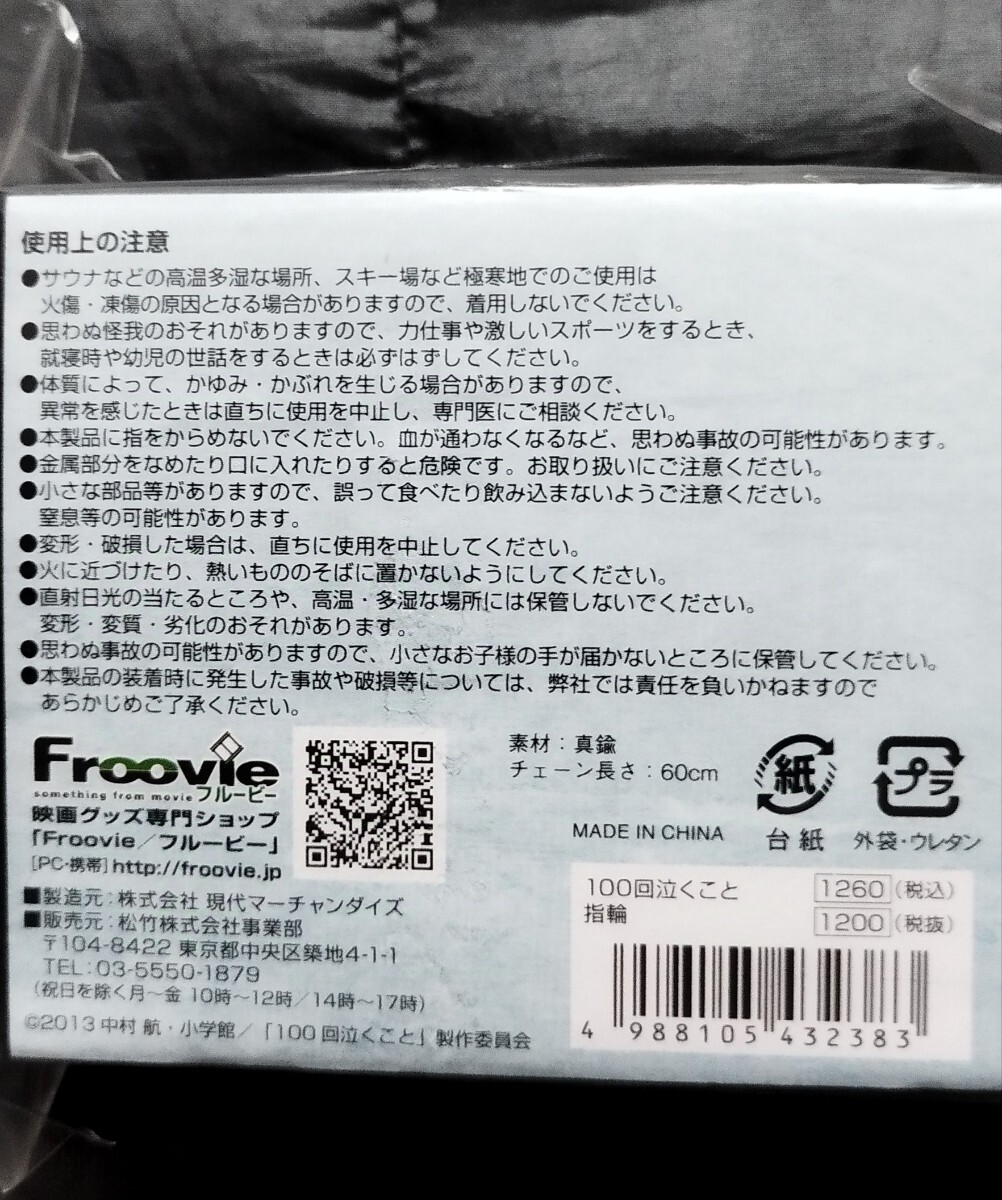 使用上の注意
●サウナなどの高温多湿な場所、スキー場など極寒地でのご使用は
火傷・凍傷の原因となる場合がありますので、着用しないでください。
●思わぬ怪我のおそれがありますので、力仕事や激しいスポーツをするとき、
就寝時や幼児の世話をするときは必ずはずしてください。
●体質によって、かゆみ・かぶれを生じる場合がありますので、
異常を感じたときは直ちに使用を中止し、専門医にご相談ください。
●本製品に指をからめないでください。血が通わなくなるなど、思わぬ事故の可能性があります。
●金属部分をなめたり口に入れたりすると危険です。お取り扱いにご注意ください。
●小さな部品等がありますので、誤って食べたり飲み込まないようご注意ください。
窒息等の可能性があります。
●変形・破損した場合は、直ちに使用を中止してください。
●火に近づけたり、熱いもののそばに置かないようにしてください。
●直射日光の当たるところや、高温・多湿な場所には保管しないでください。
変形・変質・劣化のおそれがあります。
●思わぬ事故の可能性がありますので、小さなお子様の手が届かないところに保管してください。
●本製品の装着時に発生した事故や破損等については、弊社では責任を負いかねますので
あらかじめご了承ください。
Froovie
something from movie フルービー
映画グッズ専門ショップ
「Froovie／フルービー」
[PC・携帯] http://froovie.jp
素材：真鍮
チェーン長さ：60cm
MADE IN CHINA
紙
台紙
プラ
外袋・ウレタン
■製造元：株式会社 現代マーチャンダイズ
■販売元：松竹株式会社事業部
〒104-8422 東京都中央区築地4-1-1
TEL：03-5550-1879
（祝日を除く月～金 10時～12時／14時～17時）
©2013 中村 航・小学館／「100回泣くこと」製作委員会
100回泣くこと
指輪
1260（税込）
1200（税抜）
4 988105 432383